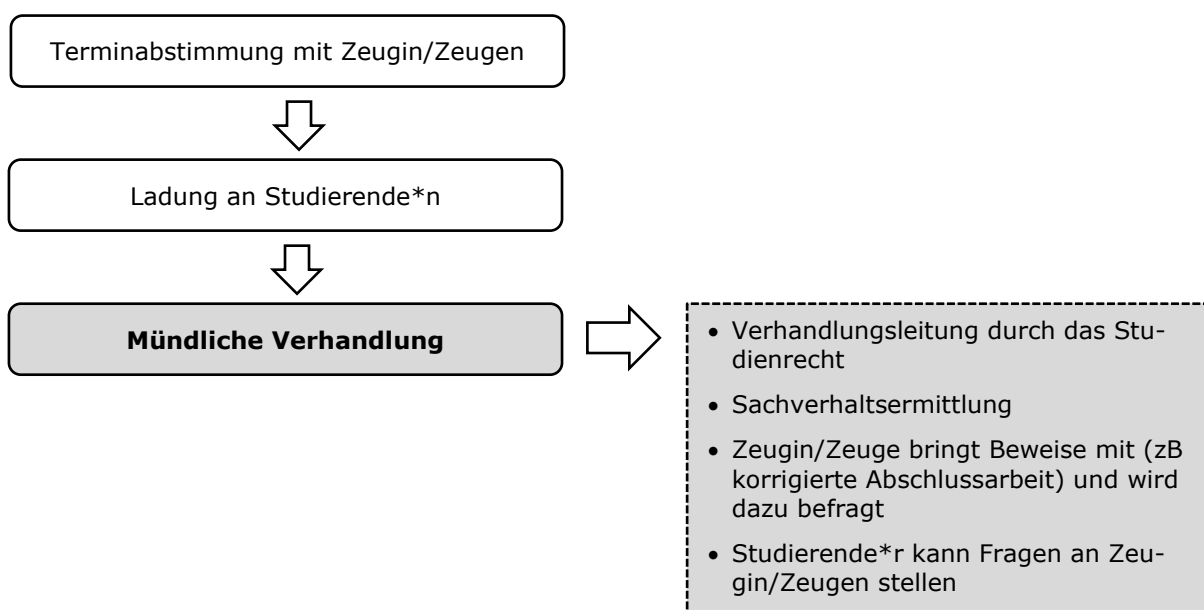 Terminabstimmung mit Zeugin/Zeugen
Ladung an Studierende*n
Mündliche Verhandlung
• Verhandlungsleitung durch das Stu-
dienrecht
• Sachverhaltsermittlung
• Zeugin/Zeuge bringt Beweise mit (zB
korrigierte Abschlussarbeit) und wird
dazu befragt
• Studierende*r kann Fragen an Zeu-
gin/Zeugen stellen